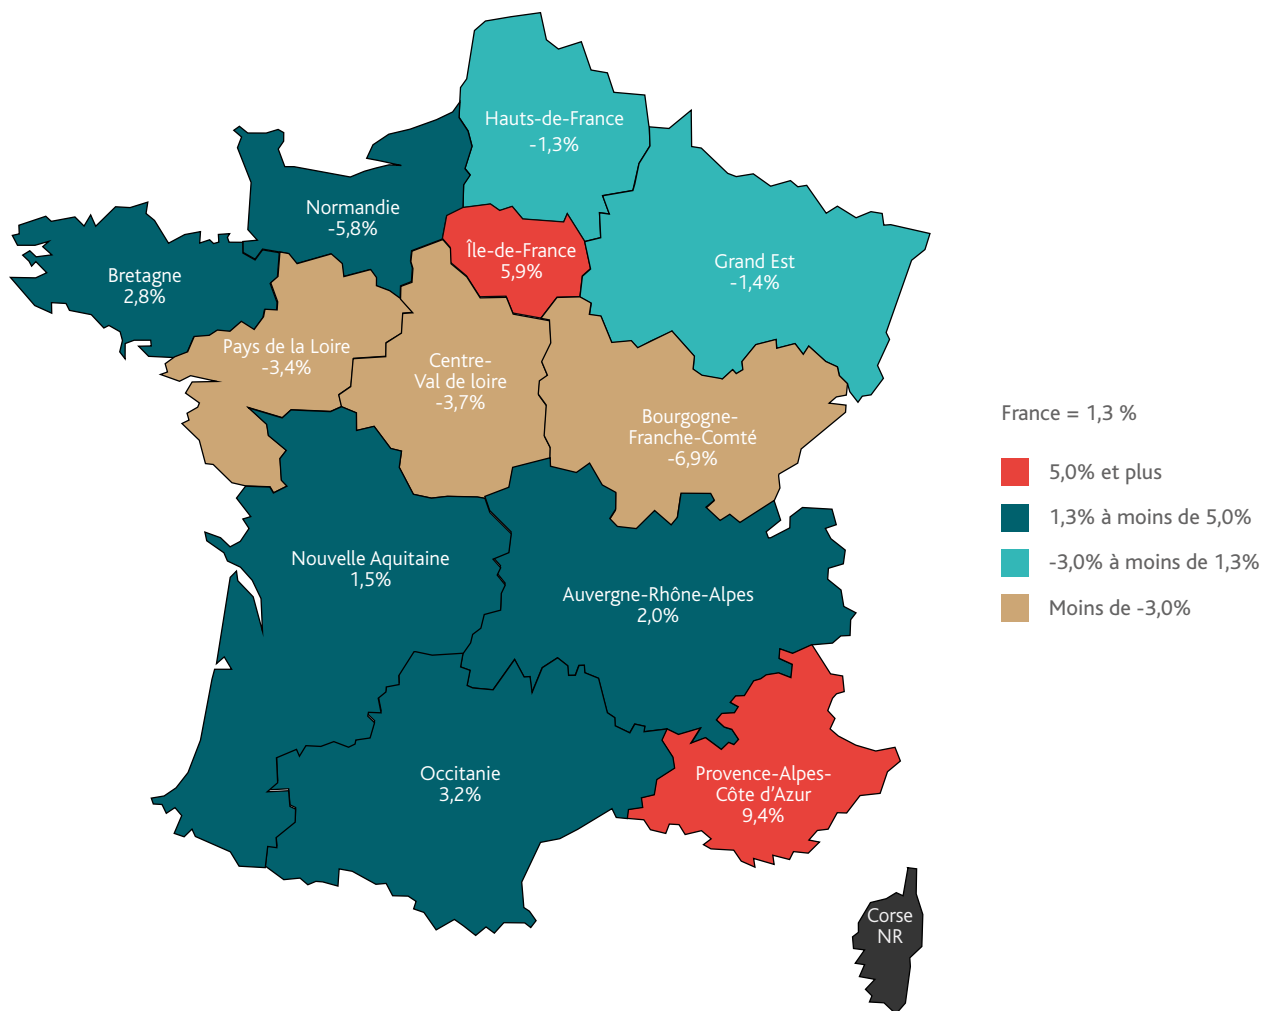 Hauts-de-France
-1,3%
Normandie
-5,8%
Île-de-France
5,9%
Grand Est
-1,4%
Bretagne
2,8%
Pays de la Loire
-3,4%
Centre-
Val de loire
-3,7%
Bourgogne-
Franche-Comté
-6,9%
Nouvelle Aquitaine
1,5%
Auvergne-Rhône-Alpes
2,0%
Occitanie
3,2%
Provence-Alpes-
Côte d'Azur
9,4%
Corse
NR
France = 1,3 %
5,0% et plus
1,3% à moins de 5,0%
-3,0% à moins de 1,3%
Moins de -3,0%